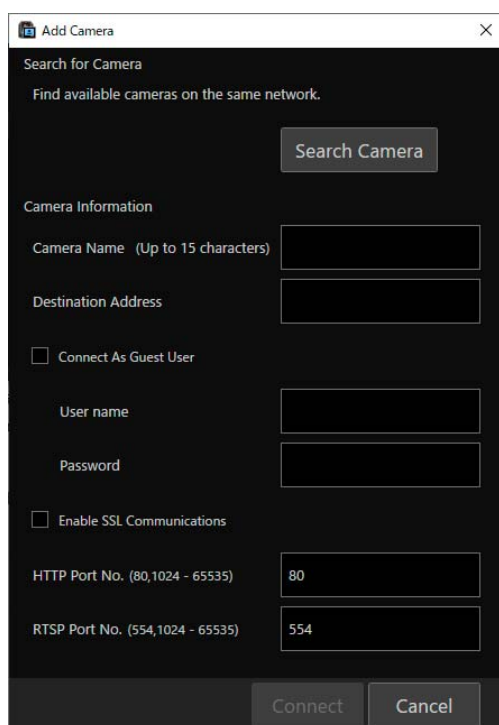 Add Camera
Search for Camera
Find available cameras on the same network.
Search Camera
Camera Information
Camera Name (Up to 15 characters)
Destination Address
Connect As Guest User
User name
Password
Enable SSL Communications
HTTP Port No. (80,1024 - 65535) 80
RTSP Port No. (554,1024 - 65535) 554
Connect Cancel